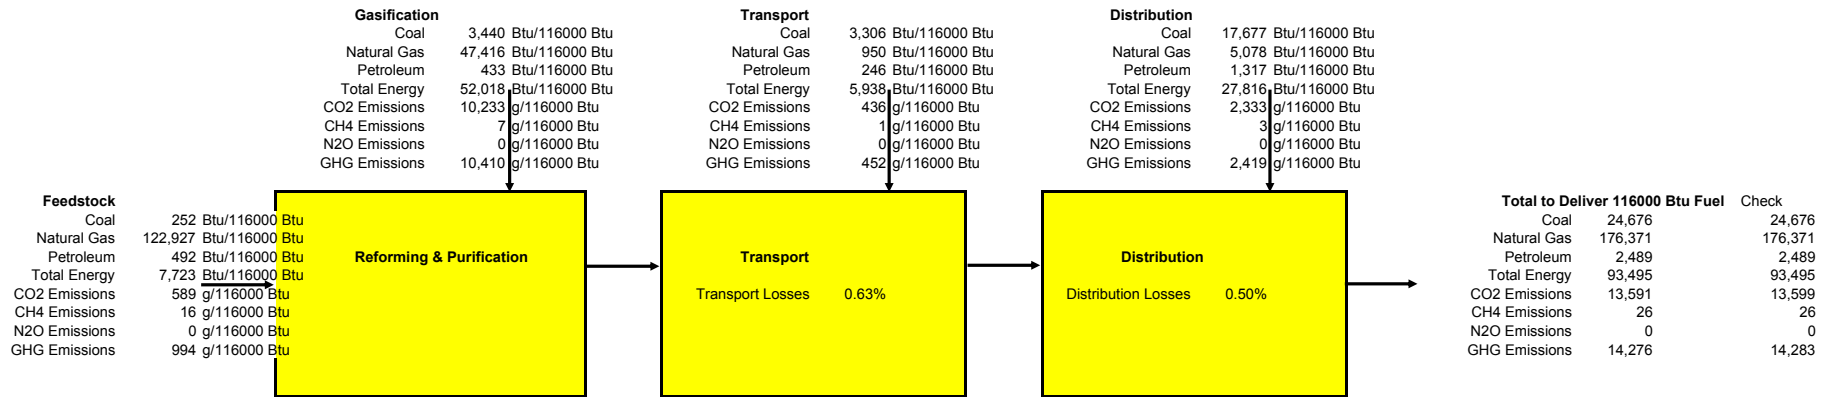 Gasification
Coal 3,440 Btu/116000 Btu
Natural Gas 47,416 Btu/116000 Btu
Petroleum 433 Btu/116000 Btu
Total Energy 52,018 Btu/116000 Btu
CO2 Emissions 10,233 g/116000 Btu
CH4 Emissions 7 g/116000 Btu
N2O Emissions 0 g/116000 Btu
GHG Emissions 10,410 g/116000 Btu
Transport
Coal 3,306 Btu/116000 Btu
Natural Gas 950 Btu/116000 Btu
Petroleum 246 Btu/116000 Btu
Total Energy 5,938 Btu/116000 Btu
CO2 Emissions 436 g/116000 Btu
CH4 Emissions 1 g/116000 Btu
N2O Emissions 0 g/116000 Btu
GHG Emissions 452 g/116000 Btu
Distribution
Coal 17,677 Btu/116000 Btu
Natural Gas 5,078 Btu/116000 Btu
Petroleum 1,317 Btu/116000 Btu
Total Energy 27,816 Btu/116000 Btu
CO2 Emissions 2,333 g/116000 Btu
CH4 Emissions 3 g/116000 Btu
N2O Emissions 0 g/116000 Btu
GHG Emissions 2,419 g/116000 Btu
Feedstock
Coal 252 Btu/116000 Btu
Natural Gas 122,927 Btu/116000 Btu
Petroleum 492 Btu/116000 Btu
Total Energy 7,723 Btu/116000 Btu
CO2 Emissions 589 g/116000 Btu
CH4 Emissions 16 g/116000 Btu
N2O Emissions 0 g/116000 Btu
GHG Emissions 994 g/116000 Btu
Reforming & Purification
Transport
Transport Losses 0.63%
Distribution
Distribution Losses 0.50%
Total to Deliver 116000 Btu Fuel Check
Coal 24,676 24,676
Natural Gas 176,371 176,371
Petroleum 2,489 2,489
Total Energy 93,495 93,495
CO2 Emissions 13,591 13,599
CH4 Emissions 26 26
N2O Emissions 0 0
GHG Emissions 14,276 14,283